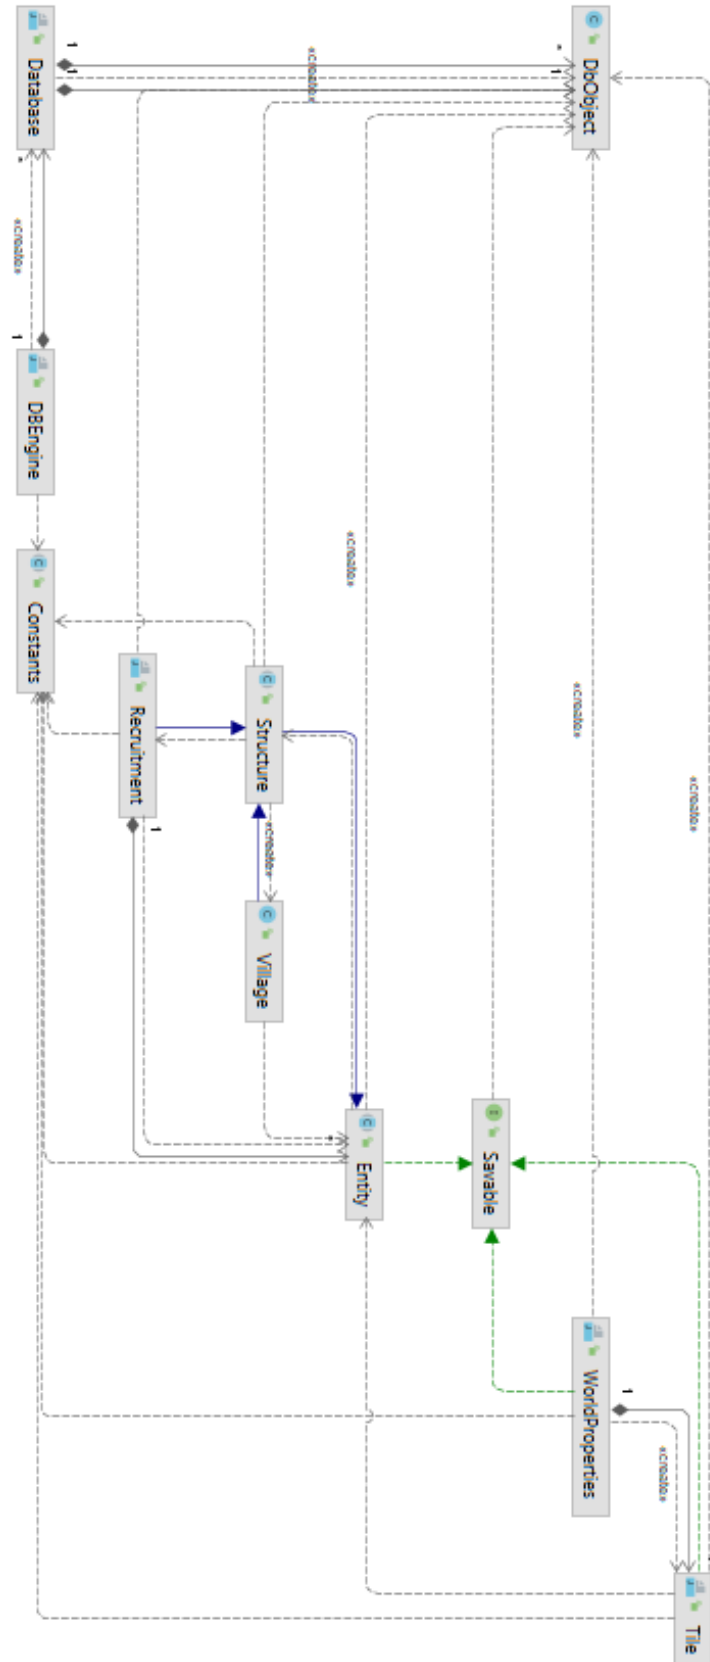 Database
DbObject
1
1
*
1
«create»
*
«create»
1
DBEngine
Constants
«create»
Recruitment
1
Structure
«create»
Village
*
Entity
Savable
«create»
«create»
WorldProperties
1
«create»
Tile